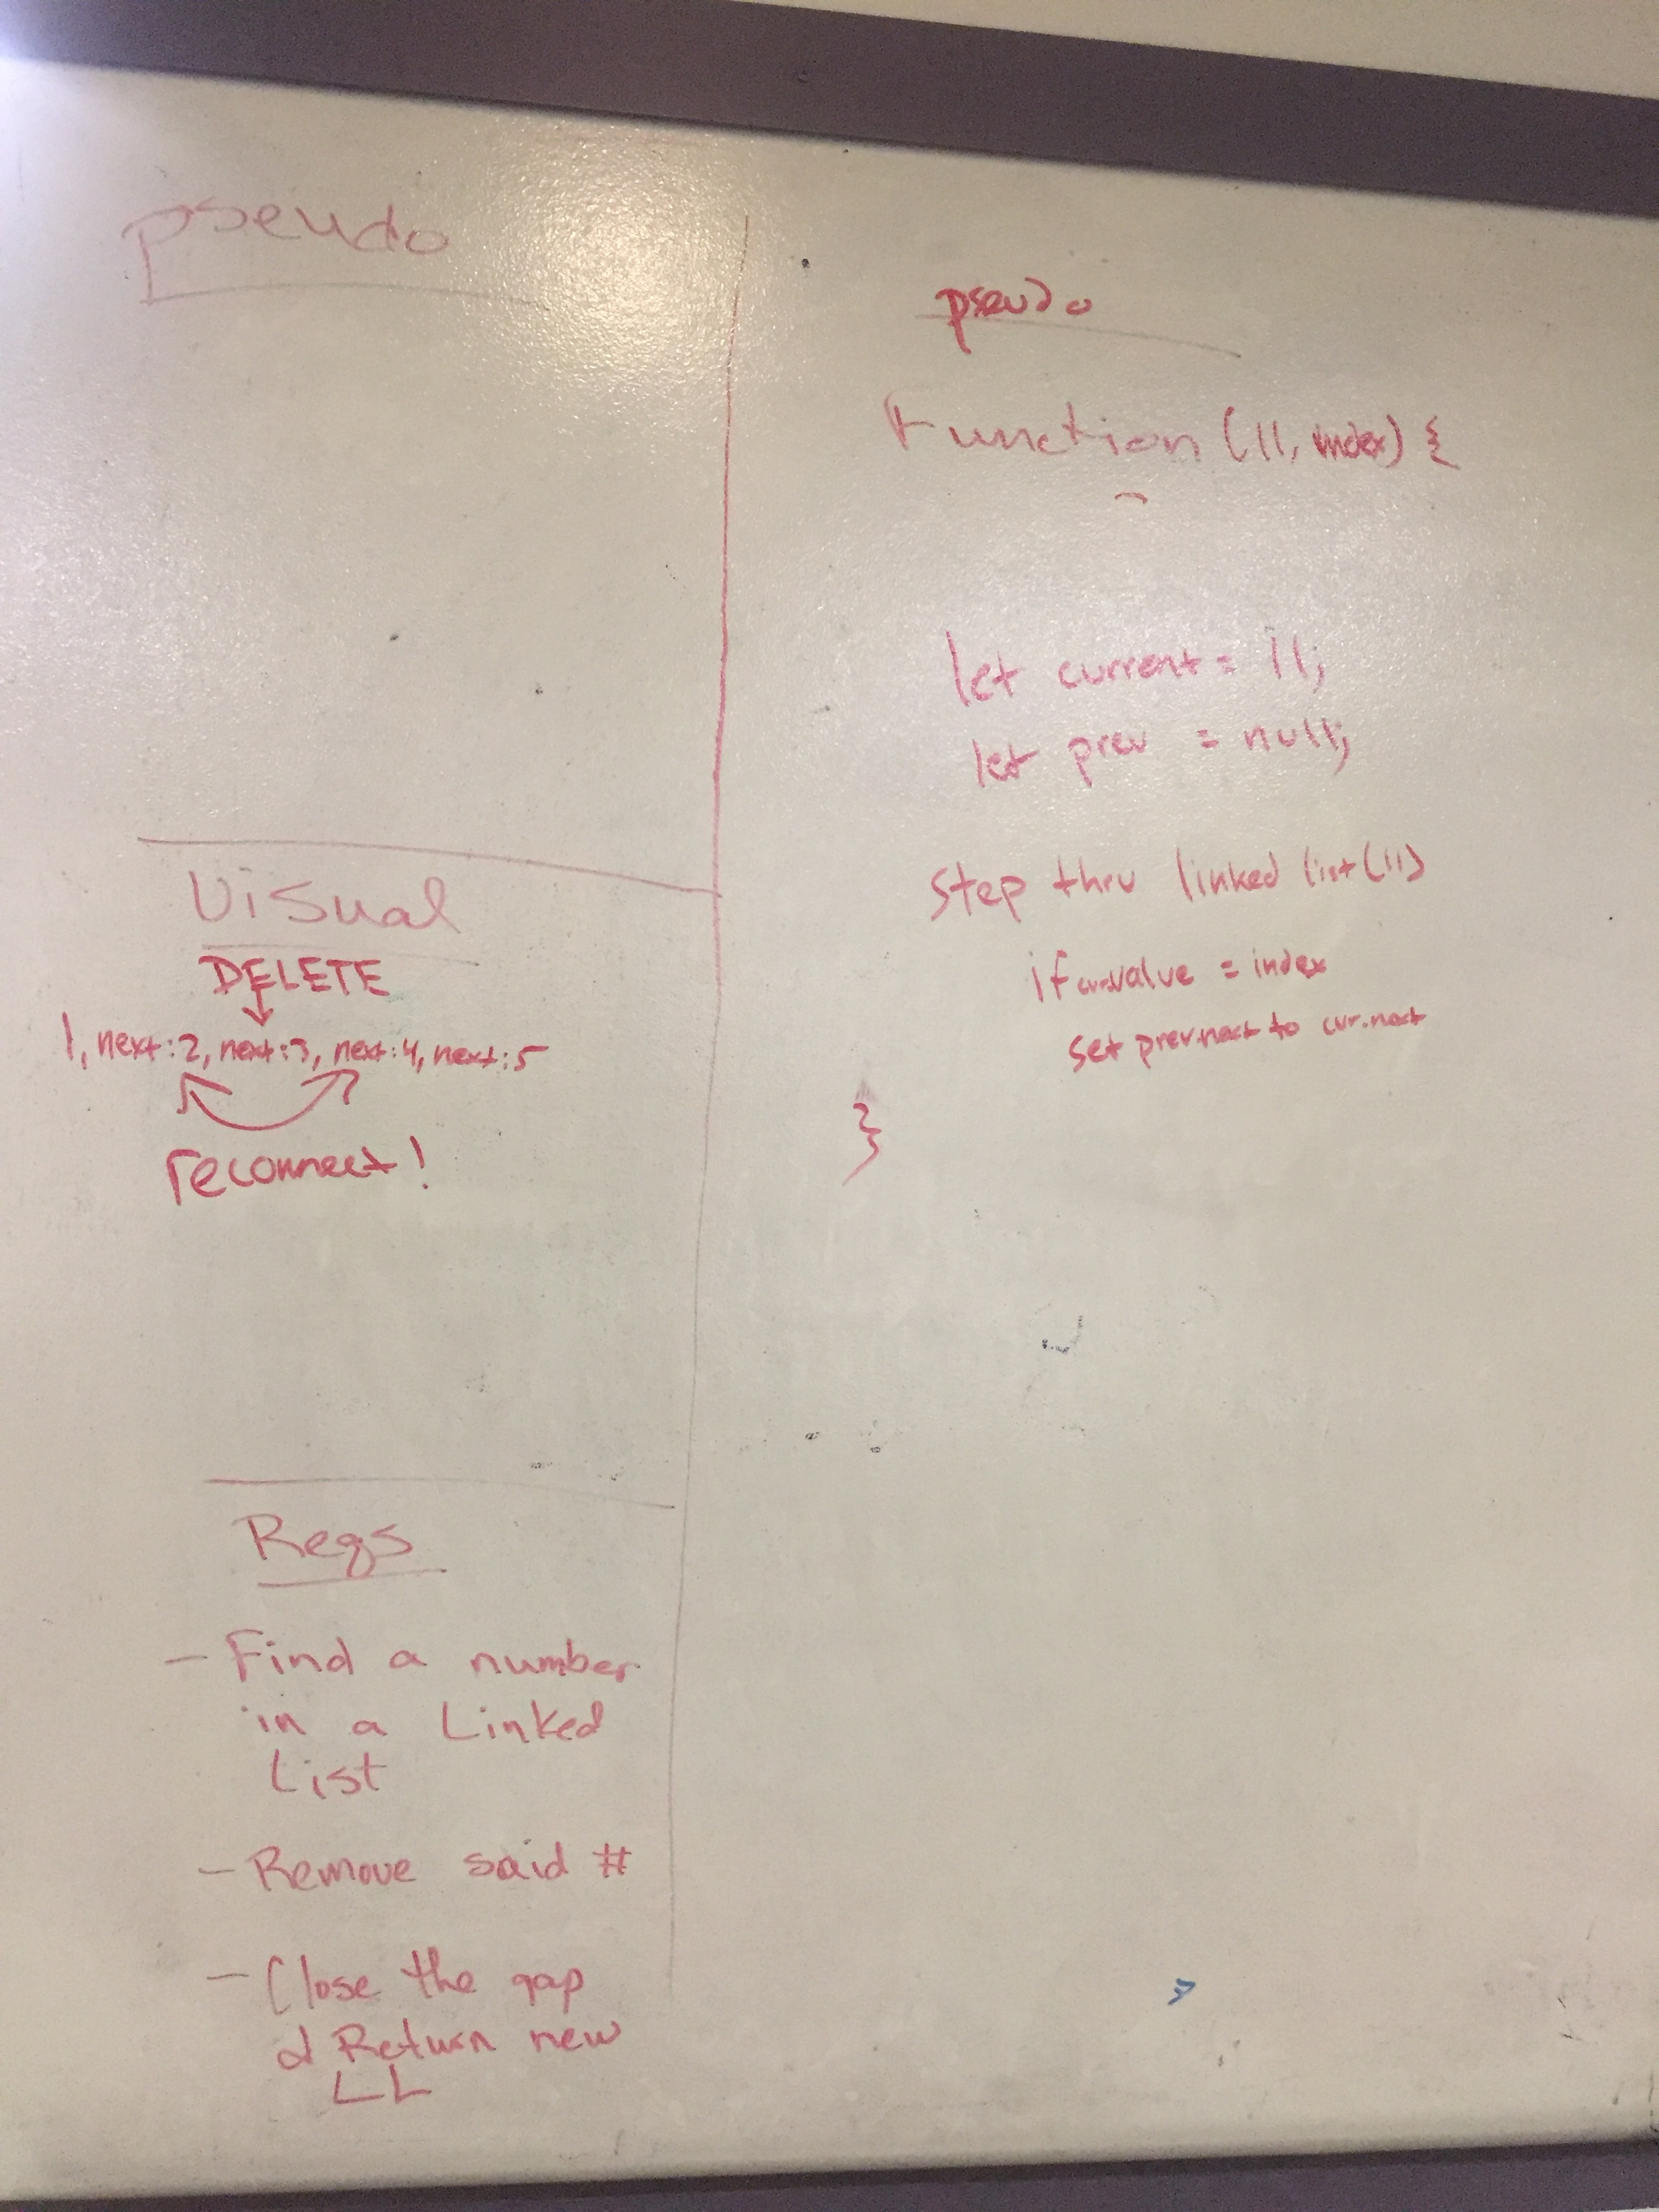 pseudo
Visual
DELETE
1, next:2, next:3, next:4, next:5
reconnect!
Reqs
- Find a number
in a Linked
List
- Remove said #
- Close the gap
& Return new
LL
pseudo
Function (ll, index) {
let current = ll;
let prev = null;
Step thru linked list (ll)
if cur.value = index
set prev.next to cur.next
}